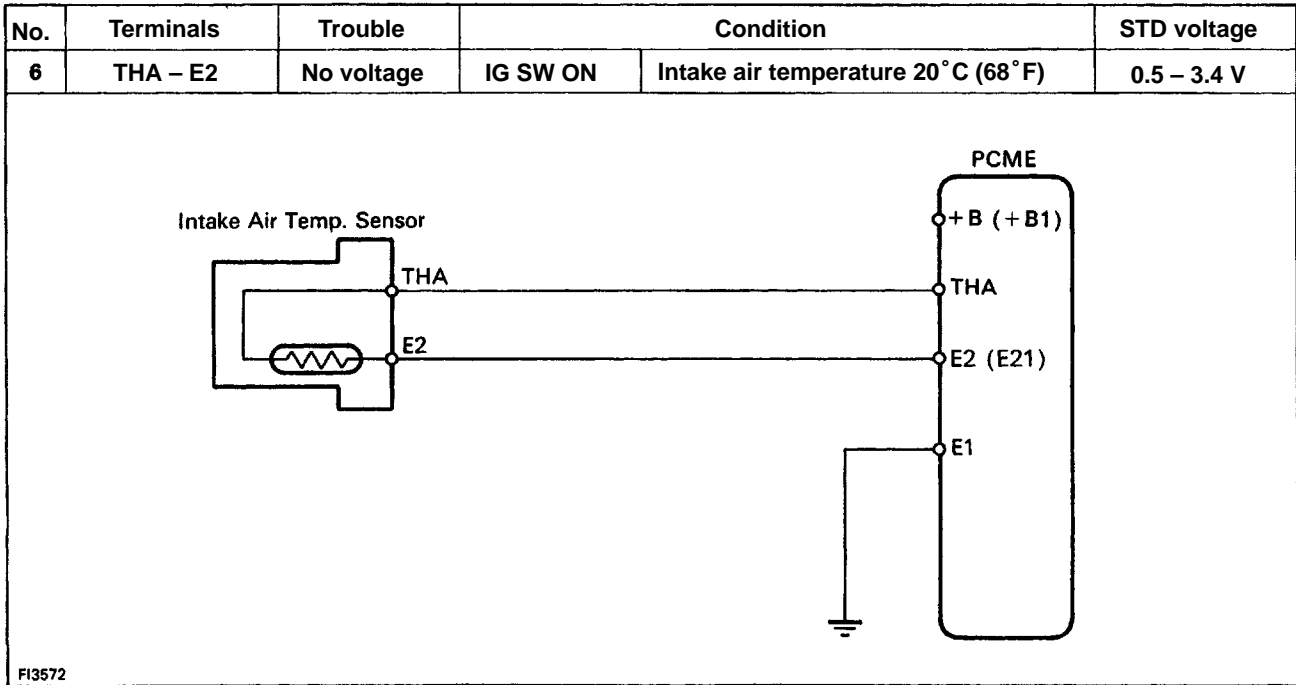 No. Terminals Trouble Condition STD voltage
6 THA – E2 No voltage IG SW ON Intake air temperature 20˚C (68˚F) 0.5 – 3.4 V
PCME
+B (+B1)
Intake Air Temp. Sensor
THA THA
E2 E2 (E21)
E1
FI3572